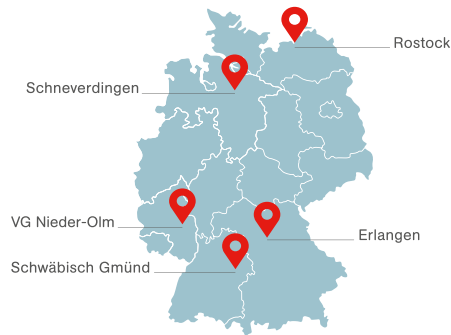 Rostock
Schneverdingen
VG Nieder-Olm
Erlangen
Schwäbisch Gmünd